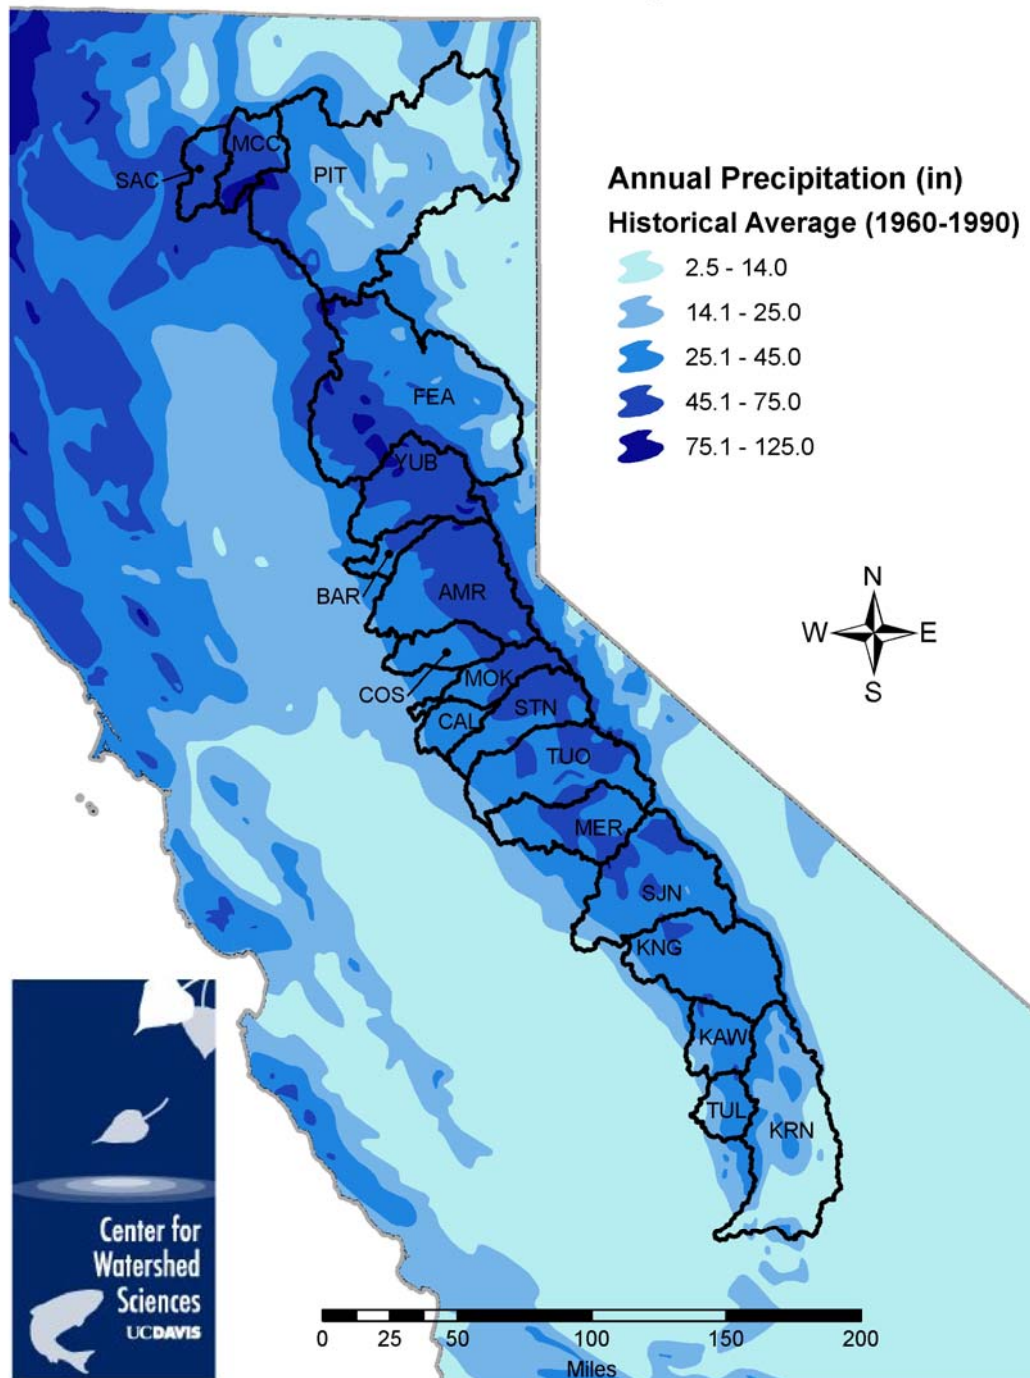 MCC
SAC
PIT
Annual Precipitation (in)
Historical Average (1960-1990)
2.5 - 14.0
14.1 - 25.0
25.1 - 45.0
45.1 - 75.0
75.1 - 125.0
FEA
YUB
BAR
AMR
N
W
E
S
COS
MOK
CAL
STN
TUO
MER
SJN
KNG
KAW
TUL
KRN
Center for
Watershed
Sciences
UCDAVIS
0 25 50 100 150 200
Miles